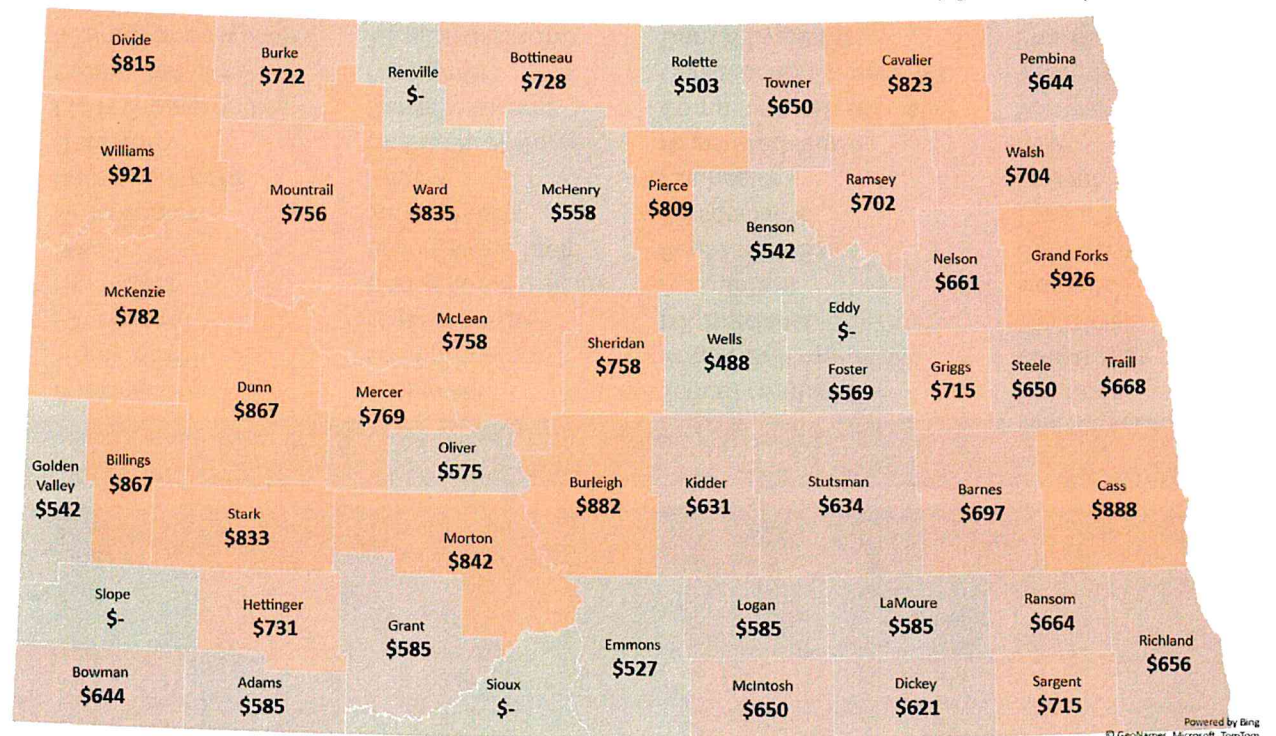 Divide
$815
Burke
$722
Renville
$-
Bottineau
$728
Rolette
$503
Towner
$650
Cavalier
$823
Pembina
$644
Williams
$921
Mountrail
$756
Ward
$835
McHenry
$558
Pierce
$809
Benson
$542
Ramsey
$702
Walsh
$704
Nelson
$661
Grand Forks
$926
McKenzie
$782
McLean
$758
Sheridan
$758
Wells
$488
Eddy
$-
Foster
$569
Griggs
$715
Steele
$650
Traill
$668
Dunn
$867
Mercer
$769
Oliver
$575
Golden
Valley
$542
Billings
$867
Stark
$833
Morton
$842
Burleigh
$882
Kidder
$631
Stutsman
$634
Barnes
$697
Cass
$888
Slope
$-
Hettinger
$731
Grant
$585
Emmons
$527
Logan
$585
LaMoure
$585
Ransom
$664
Richland
$656
Bowman
$644
Adams
$585
Sioux
$-
McIntosh
$650
Dickey
$621
Sargent
$715
Powered by Bing
© GeoNames, Microsoft, TomTom